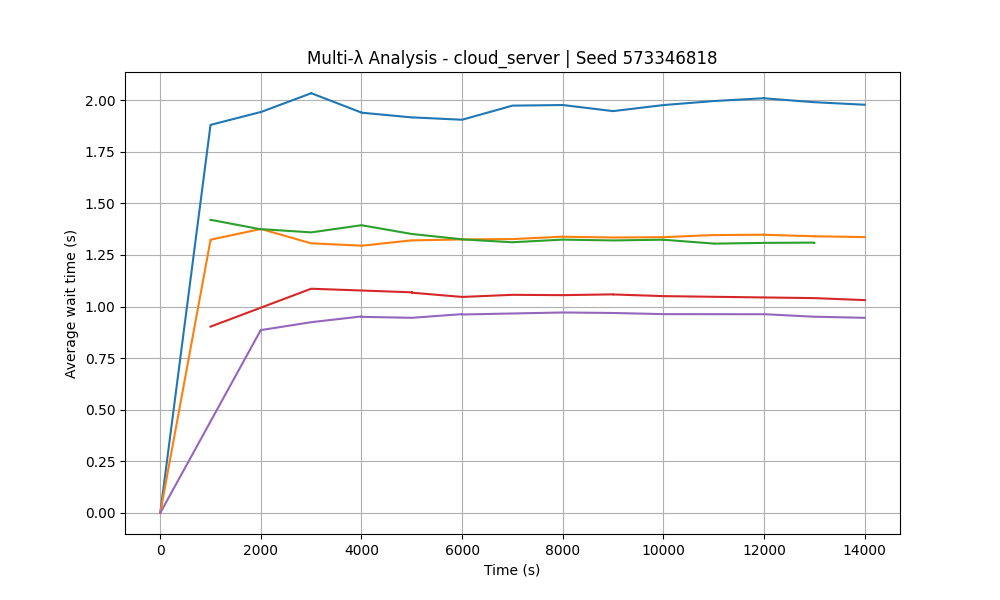 Multi-λ Analysis - cloud_server | Seed 573346818
Average wait time (s)
2.00
1.75
1.50
1.25
1.00
0.75
0.50
0.25
0.00
0 2000 4000 6000 8000 10000 12000 14000
Time (s)